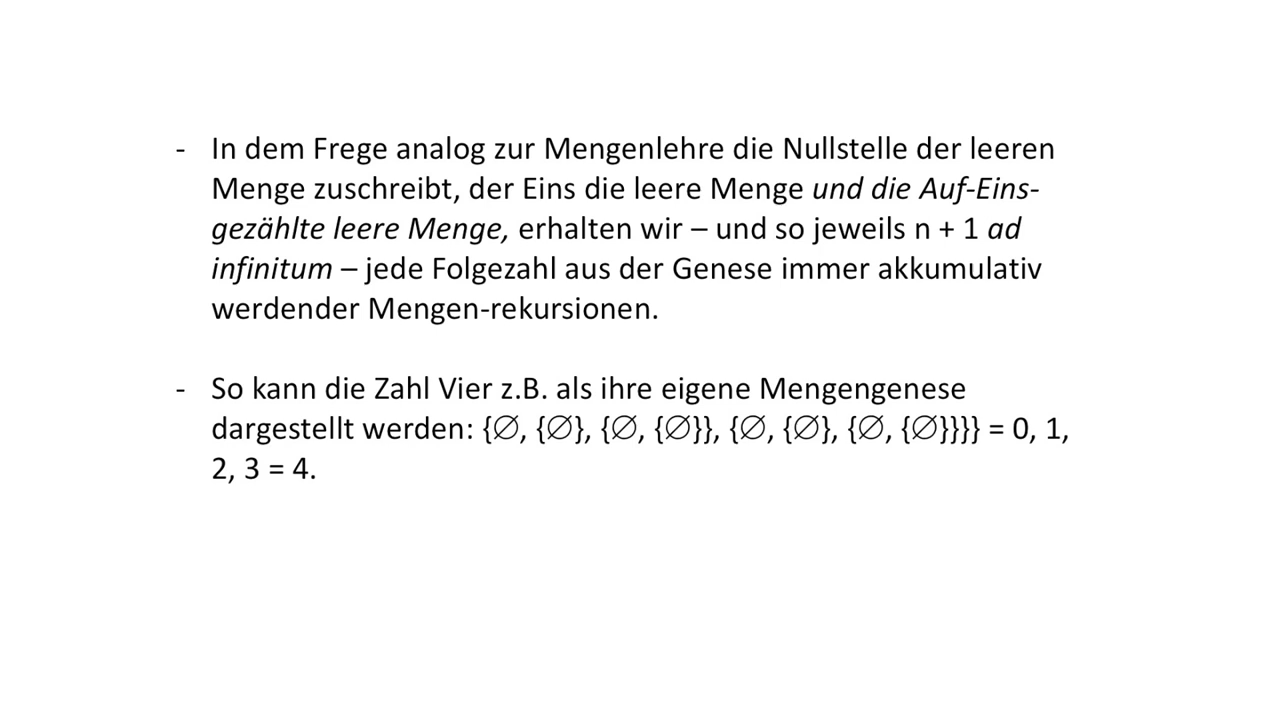 - In dem Frege analog zur Mengenlehre die Nullstelle der leeren
Menge zuschreibt, der Eins die leere Menge und die Auf-Eins-
gezählte leere Menge, erhalten wir – und so jeweils n + 1 ad
infinitum – jede Folgezahl aus der Genese immer akkumulativ
werdender Mengen-rekursionen.
- So kann die Zahl Vier z.B. als ihre eigene Mengengenese
dargestellt werden: {∅, {∅}, {∅, {∅}}, {∅, {∅}, {∅, {∅}}}} = 0, 1,
2, 3 = 4.